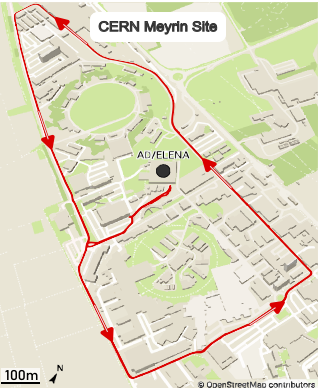 CERN Meyrin Site
AD/ELENA
100m
N
© OpenStreetMap contributors